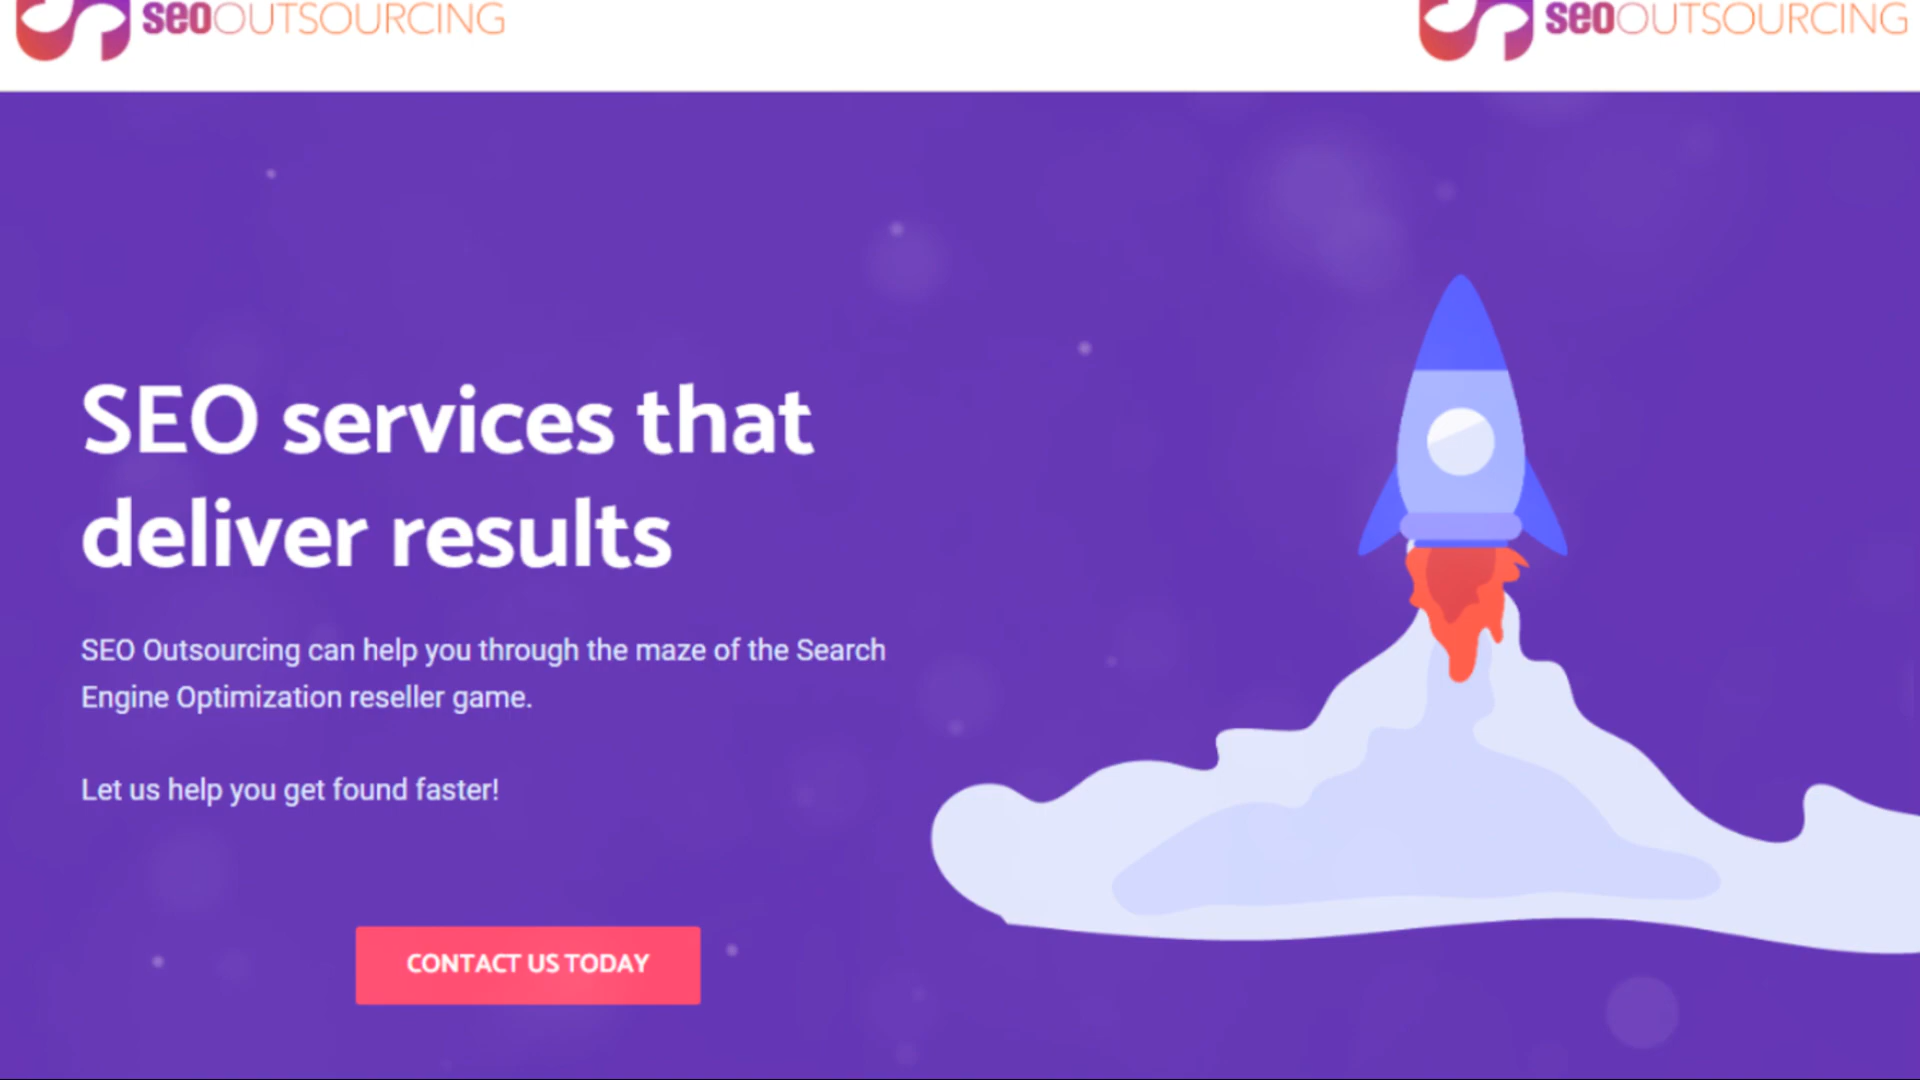 seoOUTSOURCING
seoOUTSOURCING
SEO services that
deliver results
SEO Outsourcing can help you through the maze of the Search
Engine Optimization reseller game.
Let us help you get found faster!
CONTACT US TODAY